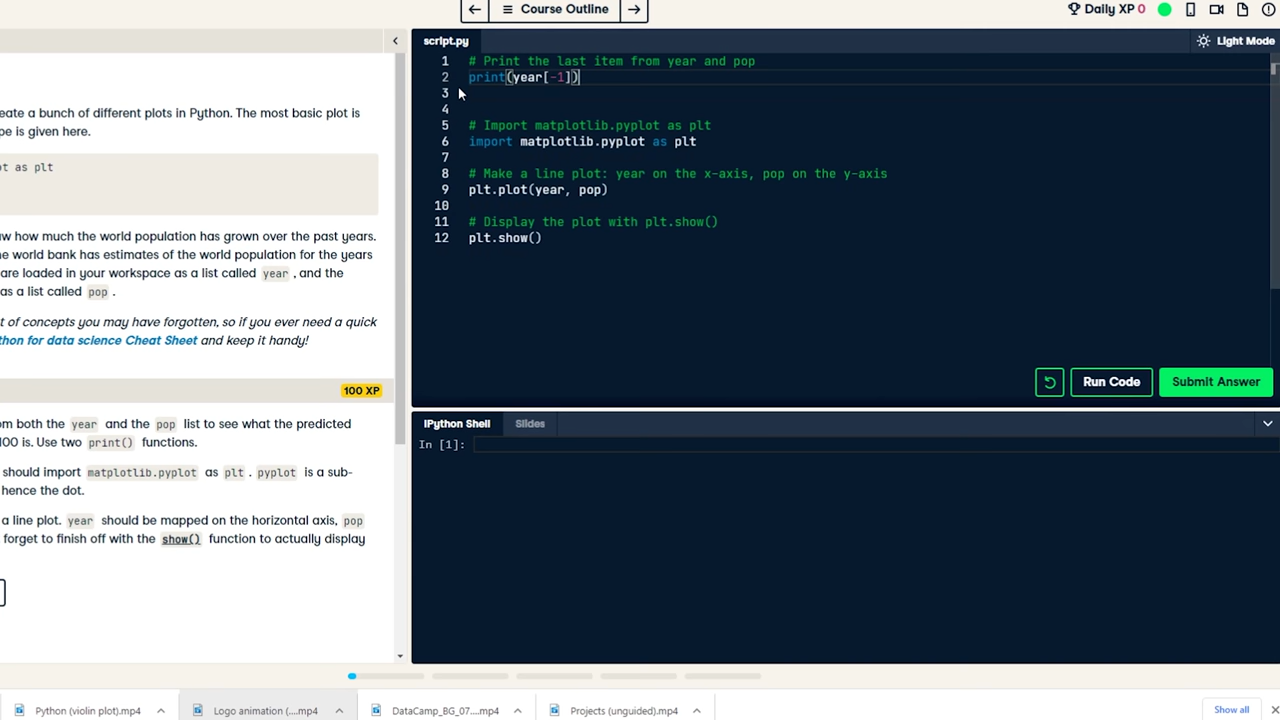 Course Outline
Daily XP 0
script.py
Light Mode
1 # Print the last item from year and pop
2 print(year[-1])
3
4
5 # Import matplotlib.pyplot as plt
6 import matplotlib.pyplot as plt
7
8 # Make a line plot: year on the x-axis, pop on the y-axis
9 plt.plot(year, pop)
10
11 # Display the plot with plt.show()
12 plt.show()
Run Code
Submit Answer
IPython Shell
Slides
In [1]:
eate a bunch of different plots in Python. The most basic plot is
pe is given here.
ot as plt
aw how much the world population has grown over the past years.
he world bank has estimates of the world population for the years
are loaded in your workspace as a list called year , and the
as a list called pop .
t of concepts you may have forgotten, so if you ever need a quick
thon for data science Cheat Sheet and keep it handy!
100 XP
om both the year and the pop list to see what the predicted
100 is. Use two print() functions.
should import matplotlib.pyplot as plt . pyplot is a sub-
hence the dot.
a line plot. year should be mapped on the horizontal axis, pop
forget to finish off with the show() function to actually display
Python (violin plot).mp4
Logo animation (....mp4
DataCamp_BG_07....mp4
Projects (unguided).mp4
Show all